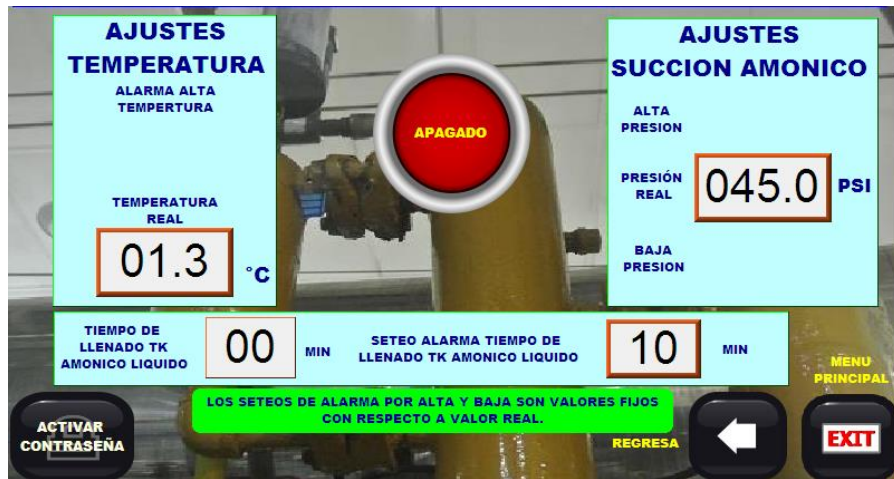 AJUSTES
TEMPERATURA
ALARMA ALTA
TEMPERTURA
TEMPERATURA
REAL
01.3
°C
APAGADO
AJUSTES
SUCCION AMONICO
ALTA
PRESION
PRESIÓN
REAL
045.0
PSI
BAJA
PRESION
TIEMPO DE
LLENADO TK
AMONICO LIQUIDO
00
MIN
SETEO ALARMA TIEMPO DE
LLENADO TK AMONICO LIQUIDO
10
MIN
LOS SETEOS DE ALARMA POR ALTA Y BAJA SON VALORES FIJOS
CON RESPECTO A VALOR REAL.
ACTIVAR
CONTRASEÑA
REGRESA
MENU
PRINCIPAL
EXIT